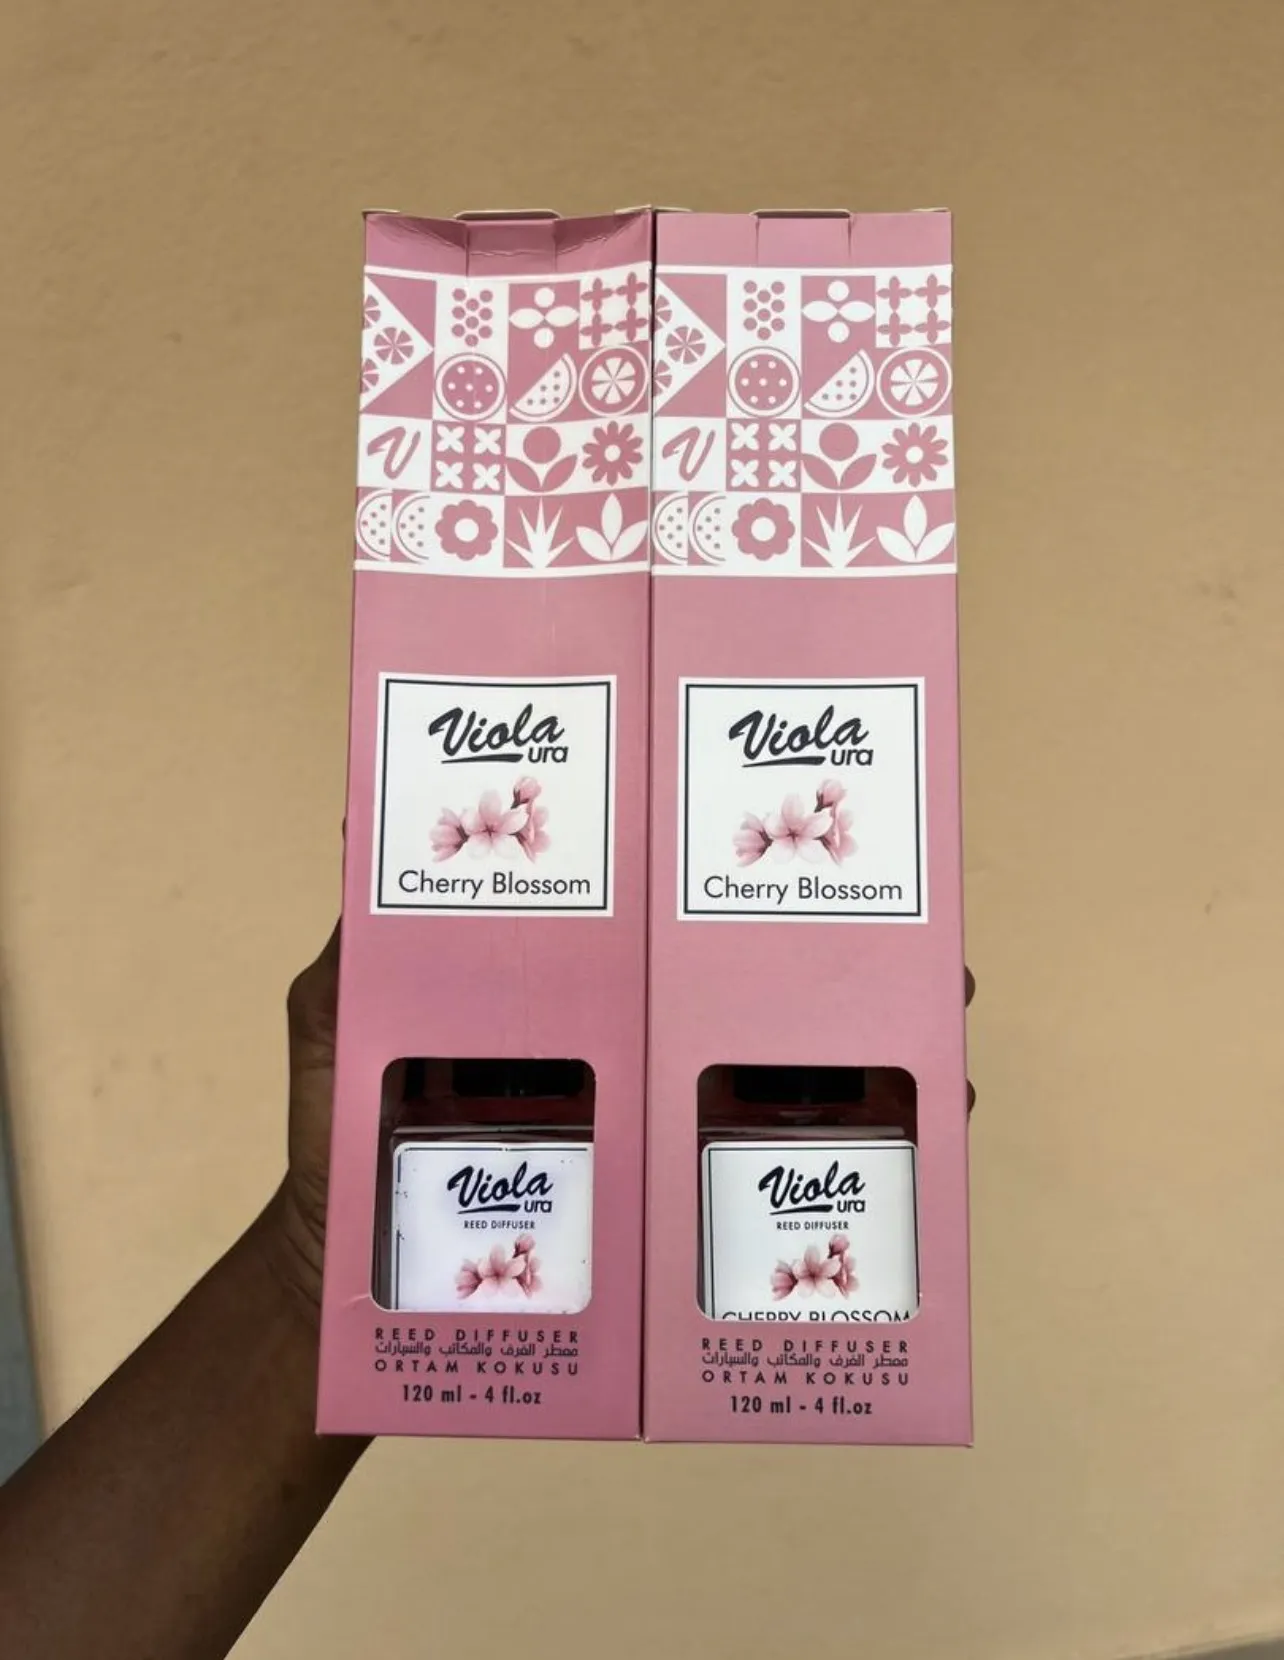 Viola
ura
Cherry Blossom
Viola
ura
REED DIFFUSER
REED DIFFUSER
معطر الغرف والمكاتب والسيارات
ORTAM KOKUSU
120 ml - 4 fl.oz
Viola
ura
Cherry Blossom
Viola
ura
REED DIFFUSER
CHERRY BLOSSOM
REED DIFFUSER
معطر الغرف والمكاتب والسيارات
ORTAM KOKUSU
120 ml - 4 fl.oz